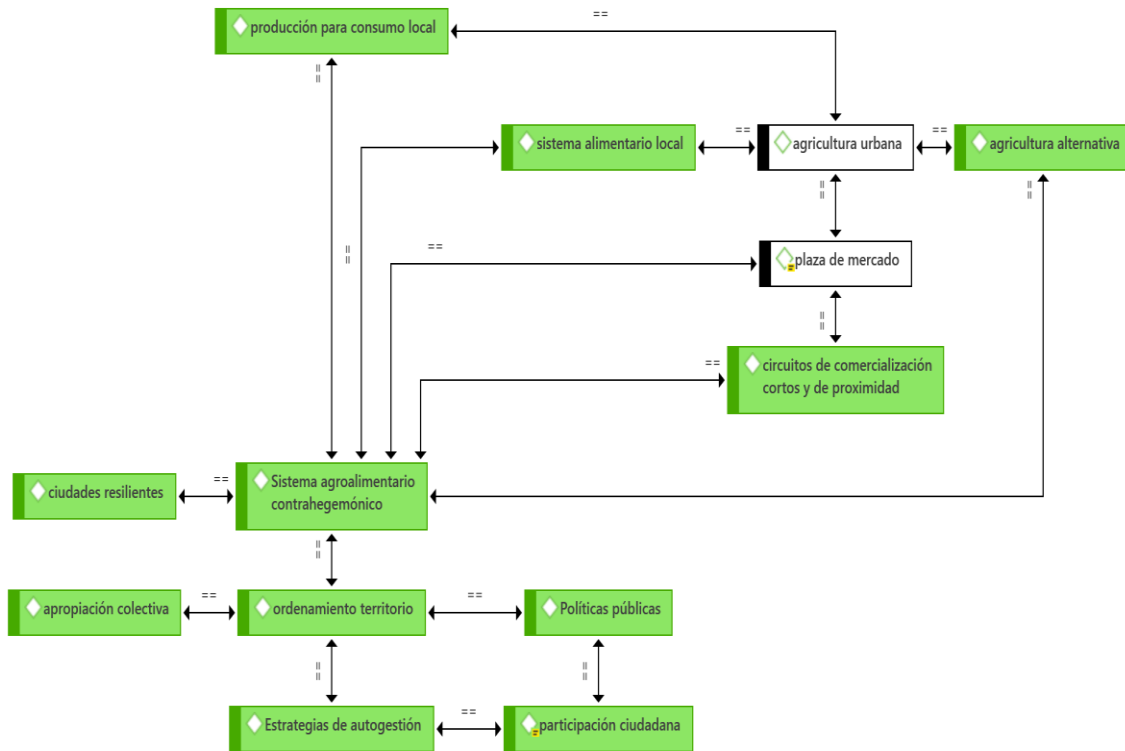 producción para consumo local
==
==
==
sistema alimentario local
==
agricultura urbana
==
agricultura alternativa
==
==
==
==
plaza de mercado
==
==
circuitos de comercialización
cortos y de proximidad
ciudades resilientes
==
Sistema agroalimentario
contrahegemónico
==
apropiación colectiva
==
ordenamiento territorio
==
Políticas públicas
==
==
Estrategias de autogestión
==
participación ciudadana